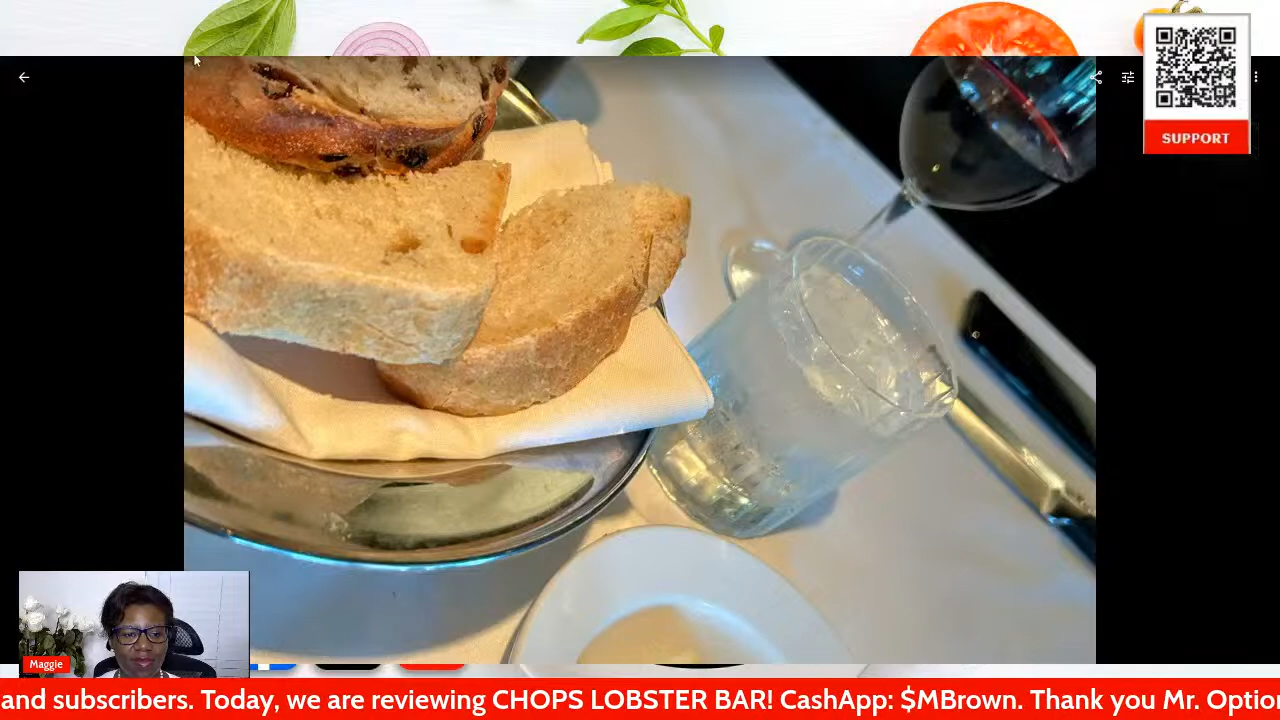 SUPPORT
Maggie
and subscribers. Today, we are reviewing CHOPS LOBSTER BAR! CashApp: $MBrown. Thank you Mr. Optio